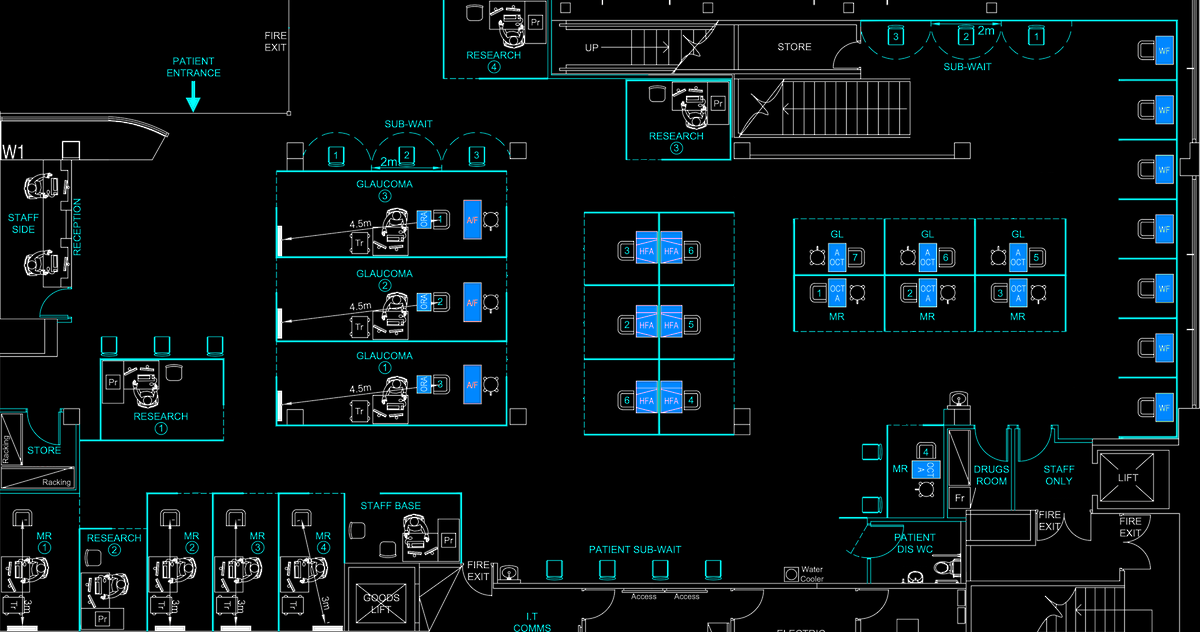 FIRE
EXIT
PATIENT
ENTRANCE
W1
STAFF
SIDE
RECEPTION
SUB-WAIT
1
2
3
2m
GLAUCOMA
3
4.5m
Tr
ORA
1
A/F
GLAUCOMA
2
4.5m
Tr
ORA
2
A/F
GLAUCOMA
1
4.5m
Tr
ORA
3
A/F
Pr
RESEARCH
4
UP
STORE
Pr
RESEARCH
3
3
2
1
2m
SUB-WAIT
WF
WF
WF
WF
WF
WF
WF
3
HFA
HFA
6
2
HFA
HFA
5
6
HFA
HFA
4
GL
GL
GL
A
OCT
7
A
OCT
6
A
OCT
5
1
OCT
A
2
OCT
A
3
OCT
A
MR
MR
MR
Pr
RESEARCH
1
STORE
Racking
Racking
MR
1
Tr
3m
RESEARCH
2
Pr
MR
2
Tr
3m
MR
3
Tr
3m
MR
4
3m
STAFF BASE
Pr
GOODS
LIFT
FIRE
EXIT
PATIENT SUB-WAIT
Access
Access
I.T
COMMS
Water
Cooler
ELECTRIC
MR
4
OCT
A
Fr
DRUGS
ROOM
STAFF
ONLY
LIFT
FIRE
EXIT
FIRE
EXIT
PATIENT
DIS WC